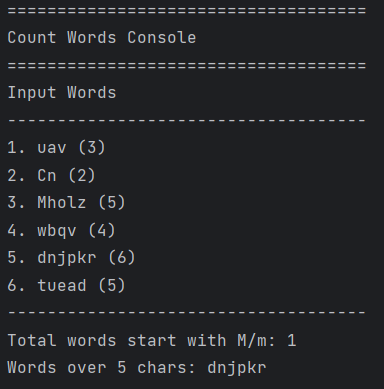 ====================================
Count Words Console
====================================
Input Words
------------------------------------
1. uav (3)
2. Cn (2)
3. Mholz (5)
4. wbqv (4)
5. dnjpkr (6)
6. tuead (5)
------------------------------------
Total words start with M/m: 1
Words over 5 chars: dnjpkr